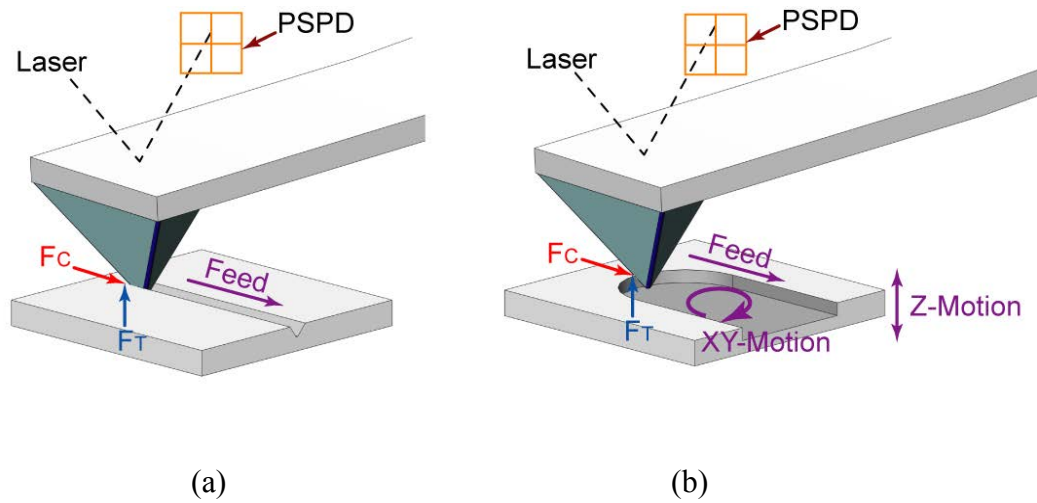 PSPD
Laser
Fc
Feed
FT
(a)
PSPD
Laser
Fc
Feed
FT
XY-Motion
Z-Motion
(b)